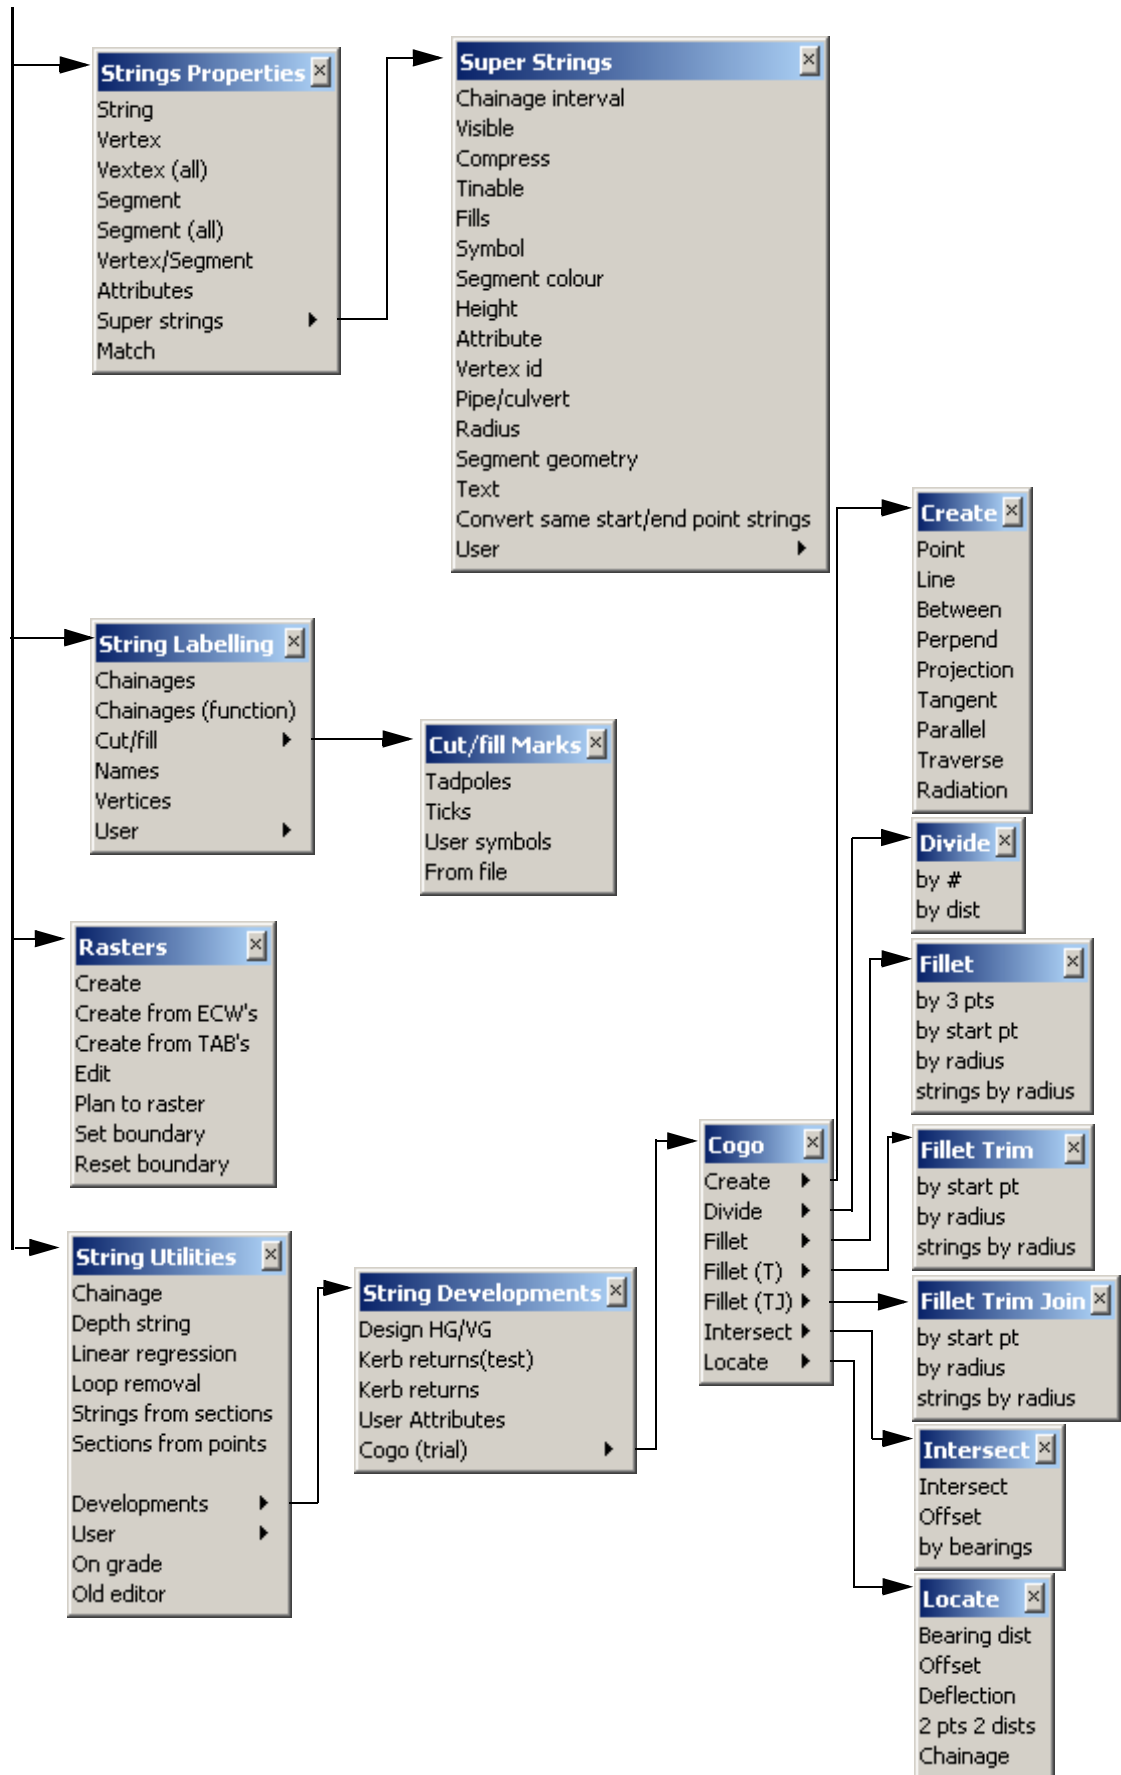 Strings Properties
String
Vertex
Vextex (all)
Segment
Segment (all)
Vertex/Segment
Attributes
Super strings
Match
Super Strings
Chainage interval
Visible
Compress
Tinable
Fills
Symbol
Segment colour
Height
Attribute
Vertex id
Pipe/culvert
Radius
Segment geometry
Text
Convert same start/end point strings
User
String Labelling
Chainages
Chainages (function)
Cut/fill
Names
Vertices
User
Cut/fill Marks
Tadpoles
Ticks
User symbols
From file
Rasters
Create
Create from ECW's
Create from TAB's
Edit
Plan to raster
Set boundary
Reset boundary
String Utilities
Chainage
Depth string
Linear regression
Loop removal
Strings from sections
Sections from points
Developments
User
On grade
Old editor
String Developments
Design HG/VG
Kerb returns(test)
Kerb returns
User Attributes
Cogo (trial)
Cogo
Create
Divide
Fillet
Fillet (T)
Fillet (TJ)
Intersect
Locate
Create
Point
Line
Between
Perpend
Projection
Tangent
Parallel
Traverse
Radiation
Divide
by #
by dist
Fillet
by 3 pts
by start pt
by radius
strings by radius
Fillet Trim
by start pt
by radius
strings by radius
Fillet Trim Join
by start pt
by radius
strings by radius
Intersect
Intersect
Offset
by bearings
Locate
Bearing dist
Offset
Deflection
2 pts 2 dists
Chainage